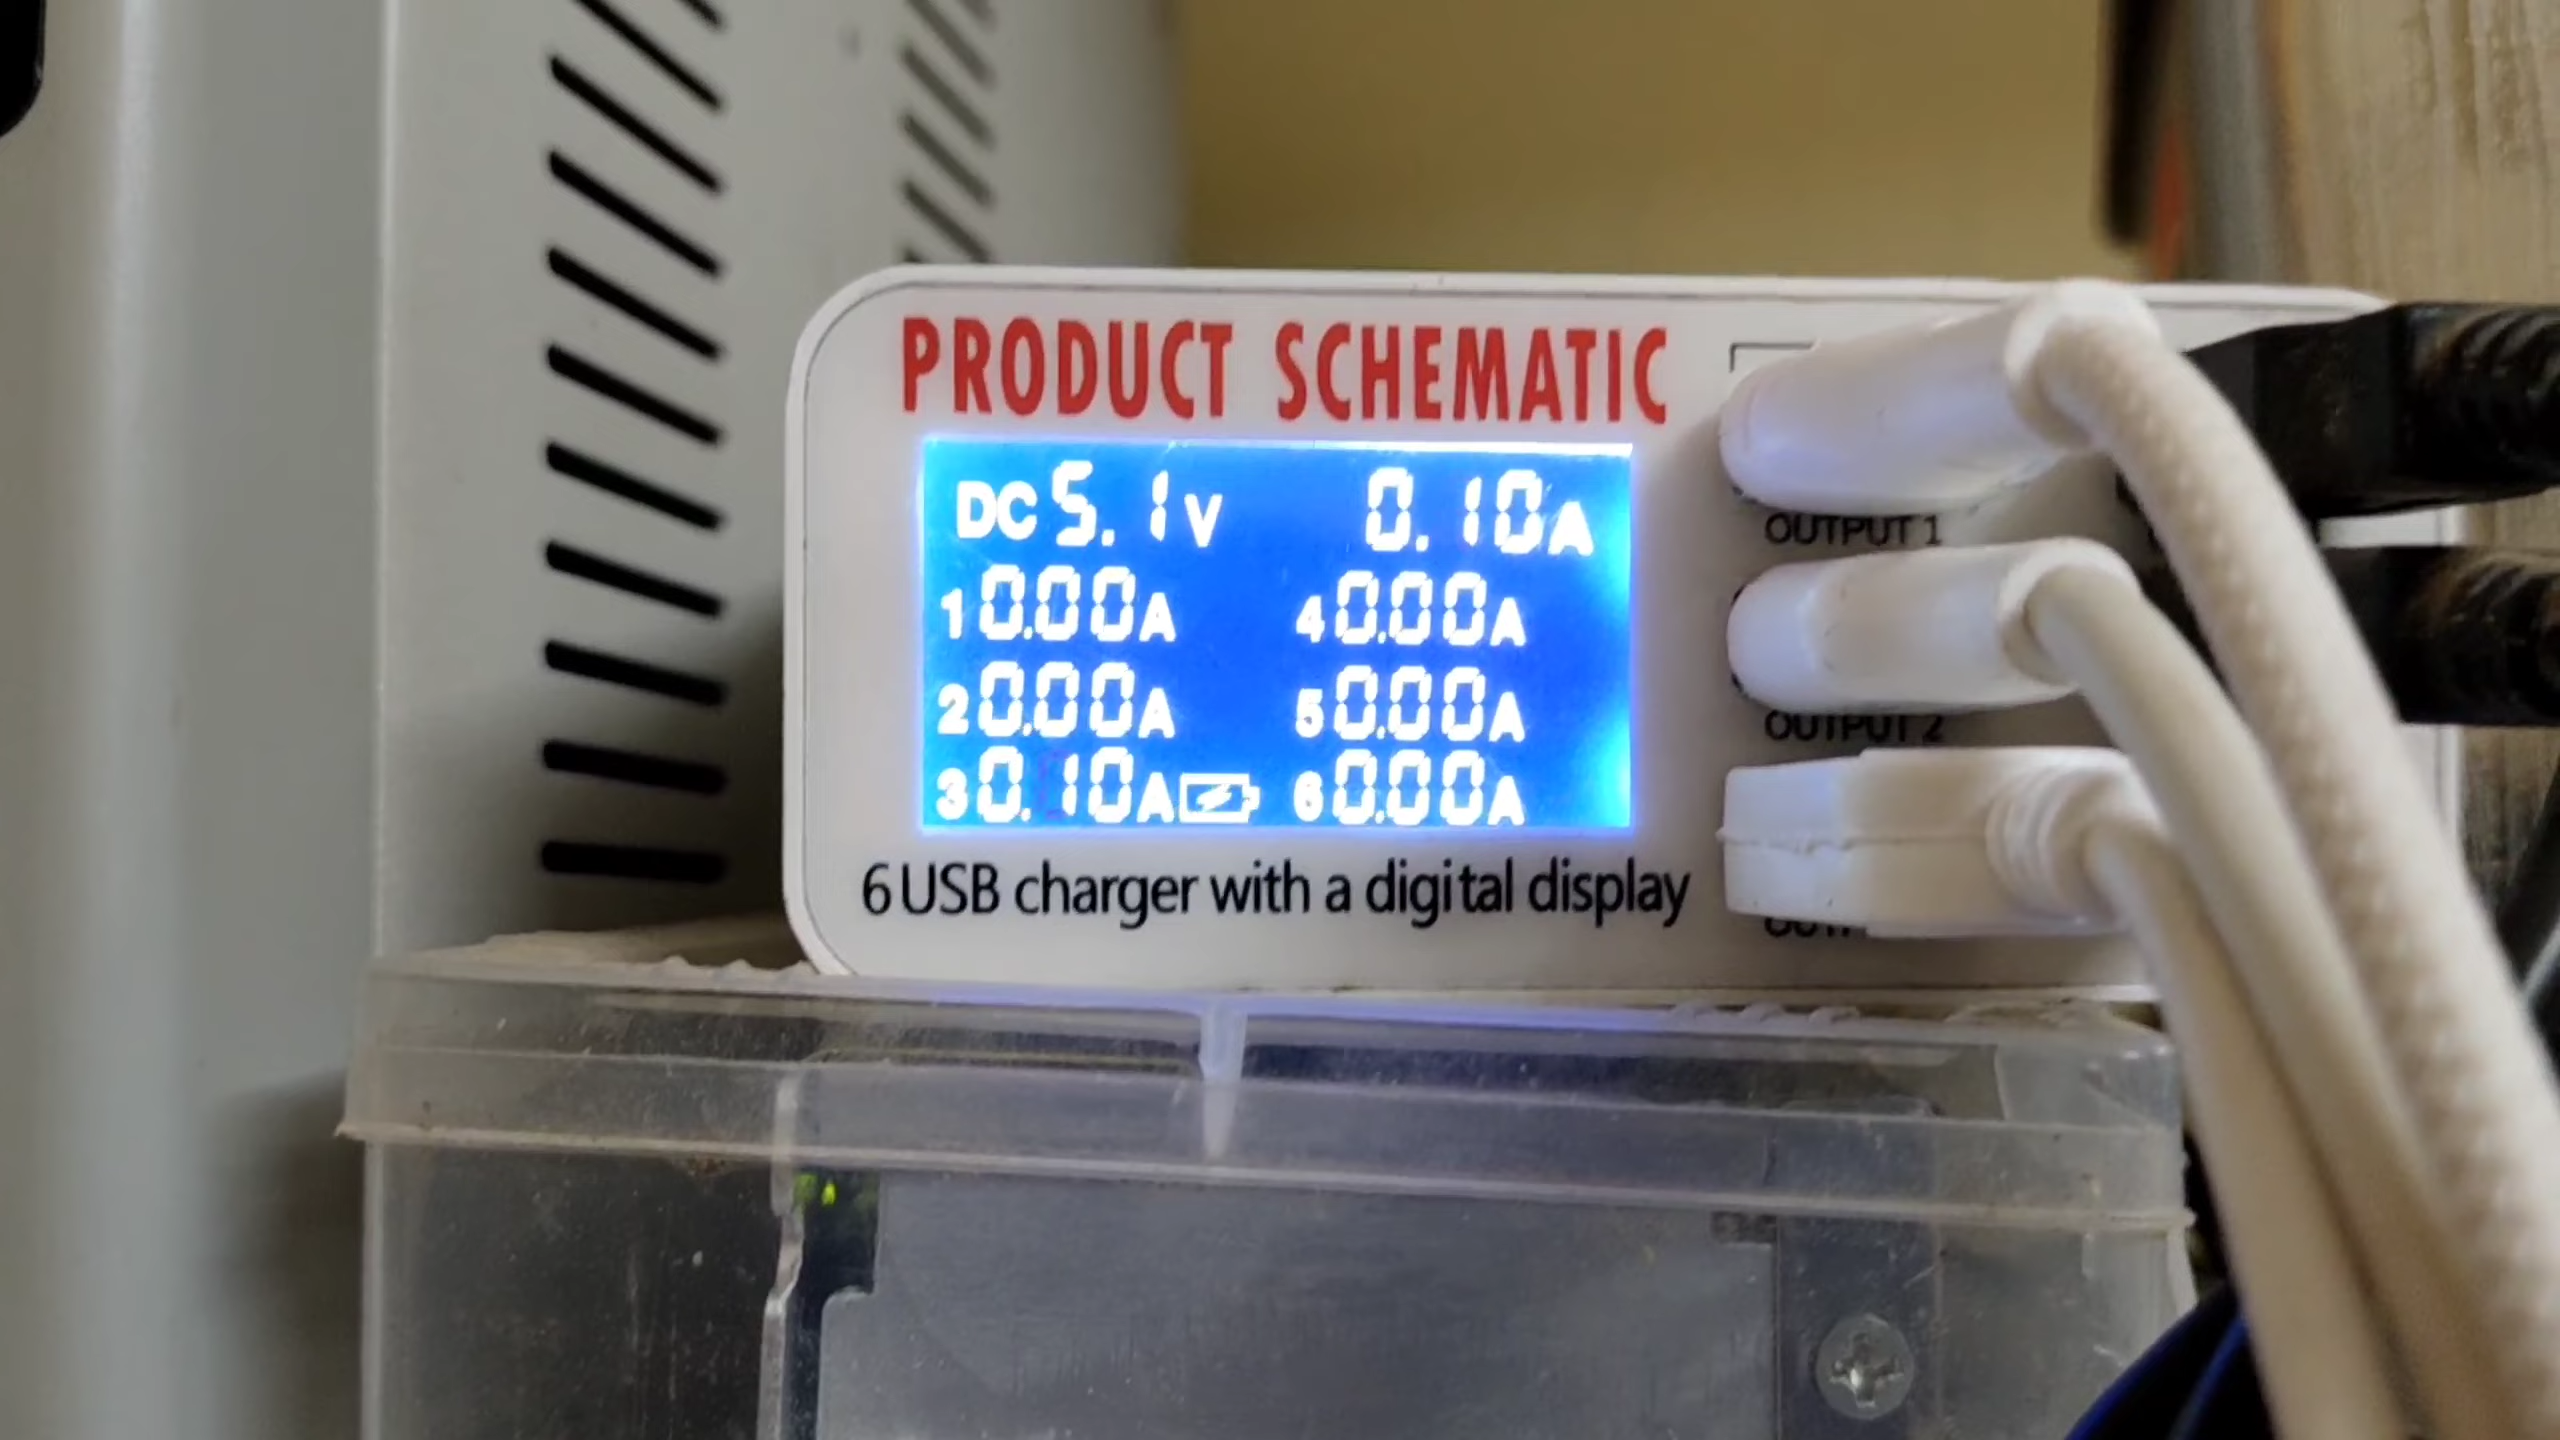 PRODUCT SCHEMATIC
DC 5.1V 0.10A
1 0.00A 4 0.00A
2 0.00A 5 0.00A
3 0.10A 6 0.00A
6 USB charger with a digital display
OUTPUT 1
OUTPUT 2